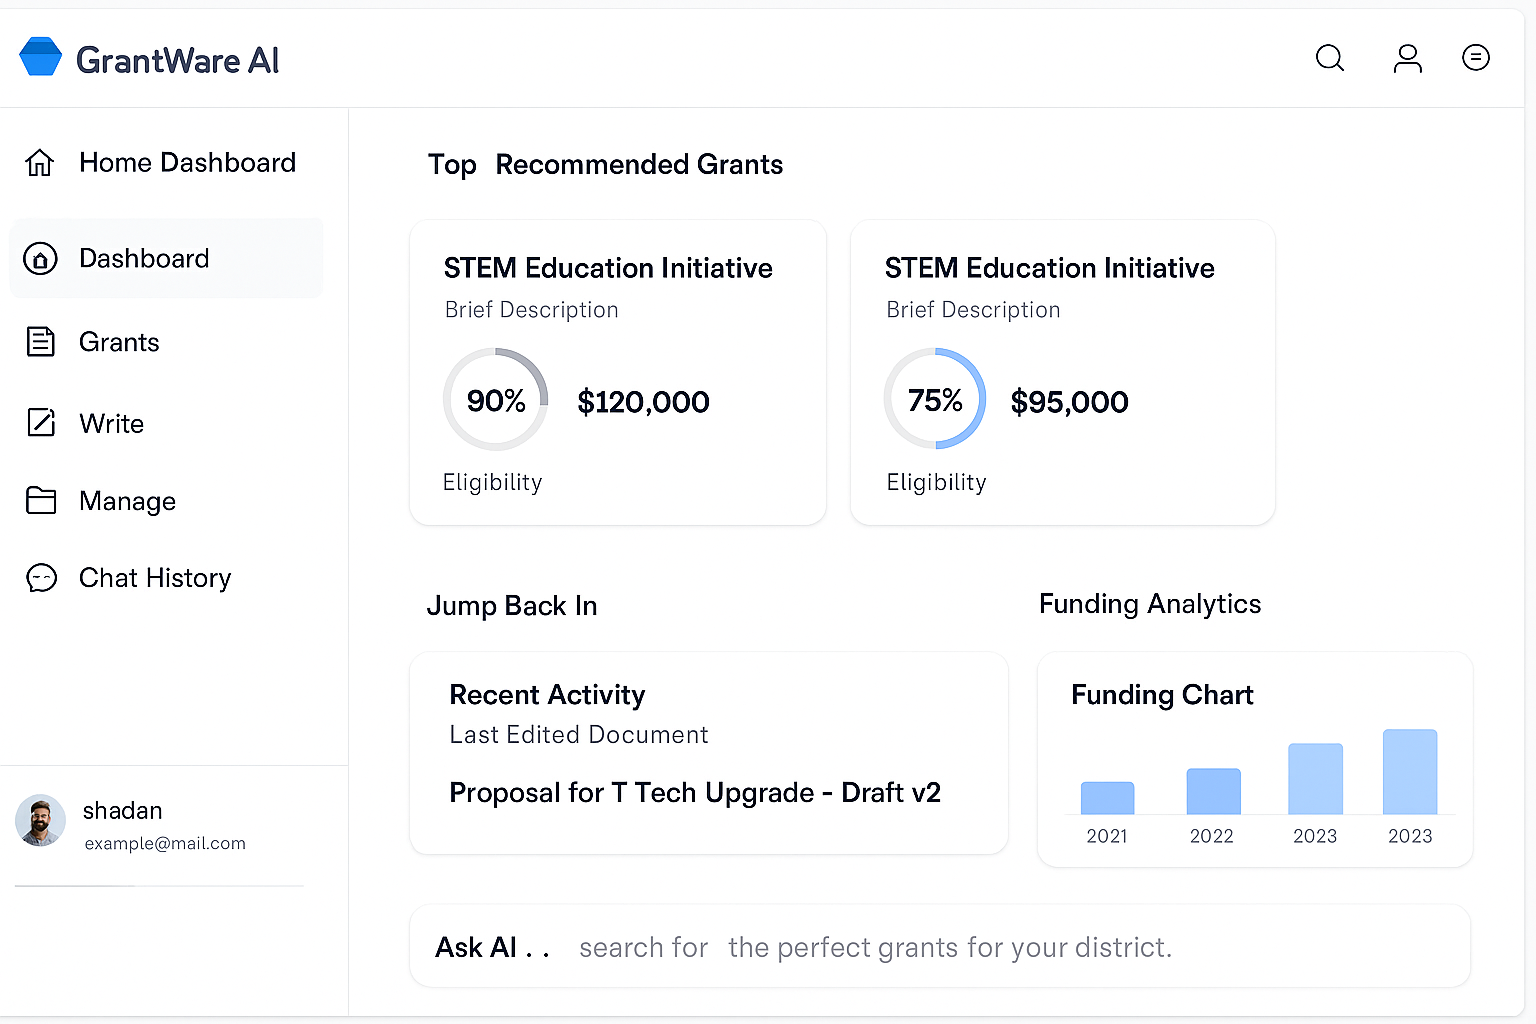 GrantWare AI
Home Dashboard
Dashboard
Grants
Write
Manage
Chat History
shadan
example@mail.com
Top Recommended Grants
STEM Education Initiative
Brief Description
90%
$120,000
Eligibility
STEM Education Initiative
Brief Description
75%
$95,000
Eligibility
Jump Back In
Recent Activity
Last Edited Document
Proposal for T Tech Upgrade - Draft v2
Funding Analytics
Funding Chart
2021
2022
2023
2023
Ask AI . . search for the perfect grants for your district.